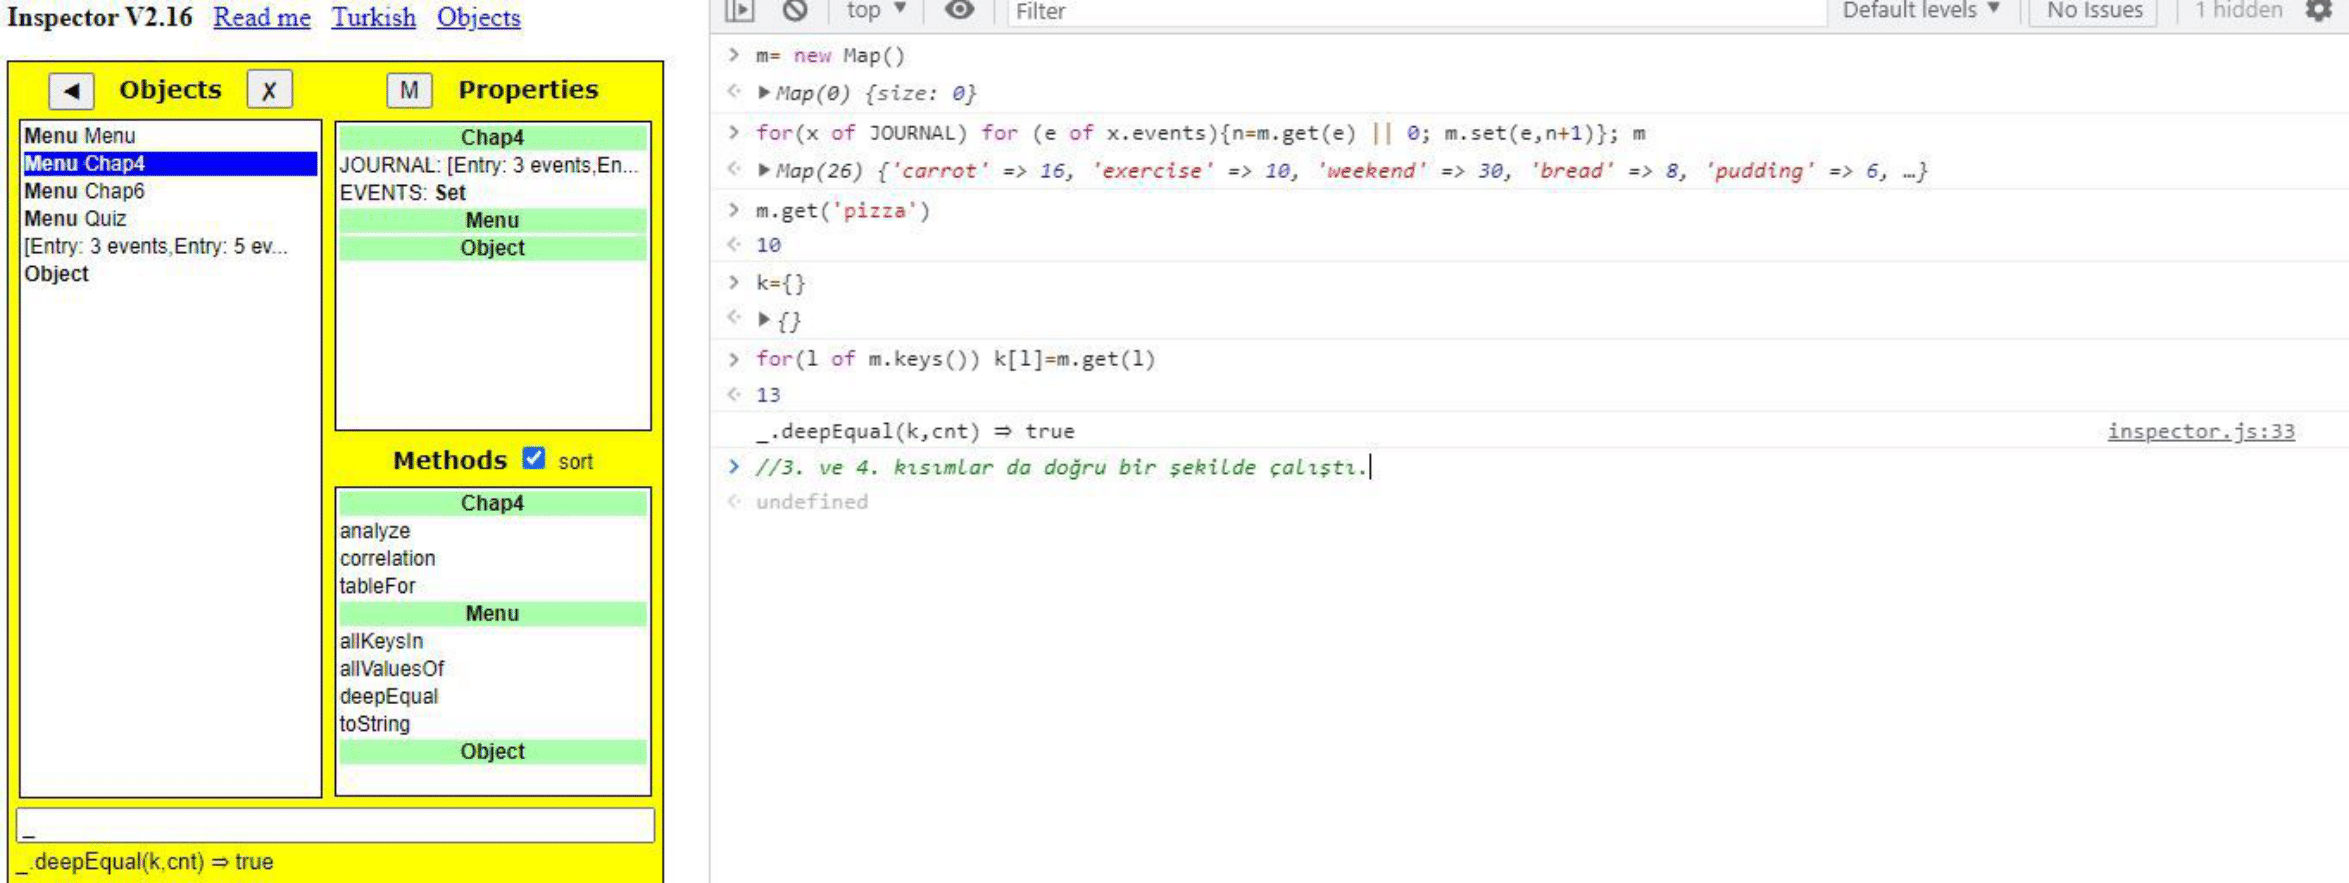 Inspector V2.16 Read me Turkish Objects
◄ Objects X M Properties
Menu Menu
Menu Chap4
Menu Chap6
Menu Quiz
[Entry: 3 events,Entry: 5 ev...
Object
Chap4
JOURNAL: [Entry: 3 events,En...
EVENTS: Set
Menu
Object
Methods sort
Chap4
analyze
correlation
tableFor
Menu
allKeysIn
allValuesOf
deepEqual
toString
Object
_
_.deepEqual(k,cnt) ⇒ true
top ▼ Filter Default levels ▼ No Issues 1 hidden
> m= new Map()
▶Map(0) {size: 0}
> for(x of JOURNAL) for (e of x.events){n=m.get(e) || 0; m.set(e,n+1)}; m
▶Map(26) {'carrot' => 16, 'exercise' => 10, 'weekend' => 30, 'bread' => 8, 'pudding' => 6, …}
> m.get('pizza')
10
> k={}
▶{}
> for(l of m.keys()) k[l]=m.get(l)
13
_.deepEqual(k,cnt) ⇒ true inspector.js:33
> //3. ve 4. kısımlar da doğru bir şekilde çalıştı.
undefined